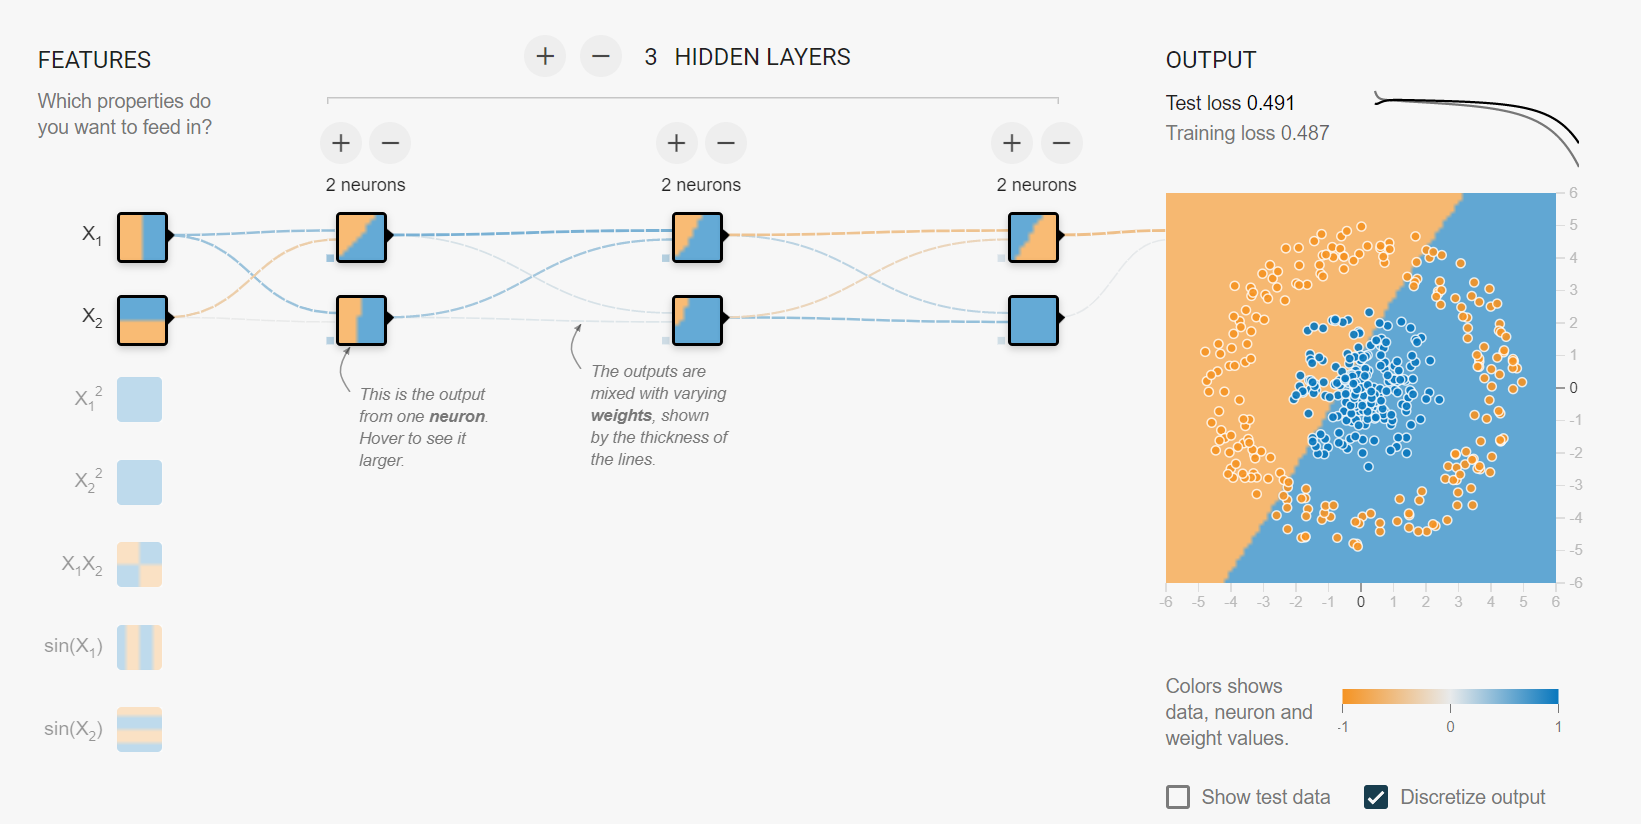 FEATURES
Which properties do
you want to feed in?
+ − 3 HIDDEN LAYERS
+ −
2 neurons
+ −
2 neurons
+ −
2 neurons
X1
X2
X1²
X2²
X1X2
sin(X1)
sin(X2)
This is the output
from one neuron.
Hover to see it
larger.
The outputs are
mixed with varying
weights, shown
by the thickness of
the lines.
OUTPUT
Test loss 0.491
Training loss 0.487
6
5
4
3
2
1
0
-1
-2
-3
-4
-5
-6
-6 -5 -4 -3 -2 -1 0 1 2 3 4 5 6
Colors shows
data, neuron and
weight values.
-1 0 1
Show test data
Discretize output